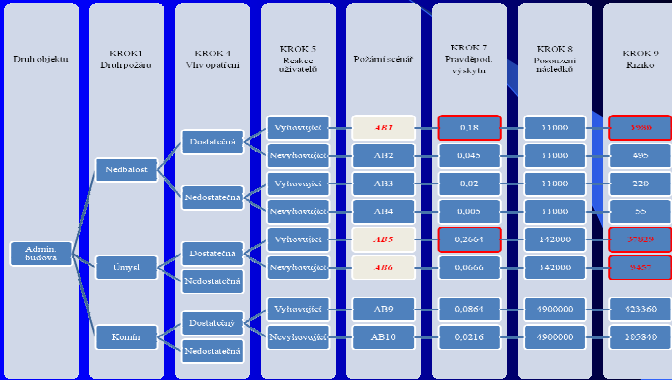 Druh objektu
KROK1
Druh požáru
KROK 4
Vliv opatření
KROK 5
Reakce
uživatelů
Požární scénář
KROK 7
Pravděpod.
výskytu
KROK 8
Posouzení
následků
KROK 9
Riziko
Admin.
budova
Nedbalost
Úmysl
Komín
Dostatečná
Nedostatečná
Dostatečná
Nedostatečná
Dostatečný
Nedostatečná
Vyhovující AB1 0,18 11000 1980
Nevyhovující AB2 0,045 11000 495
Vyhovující AB3 0,02 11000 220
Nevyhovující AB4 0,005 11000 55
Vyhovující AB5 0,2664 142000 37829
Nevyhovující AB6 0,0666 142000 9457
Vyhovující AB9 0,0864 4900000 423360
Nevyhovující AB10 0,0216 4900000 205840